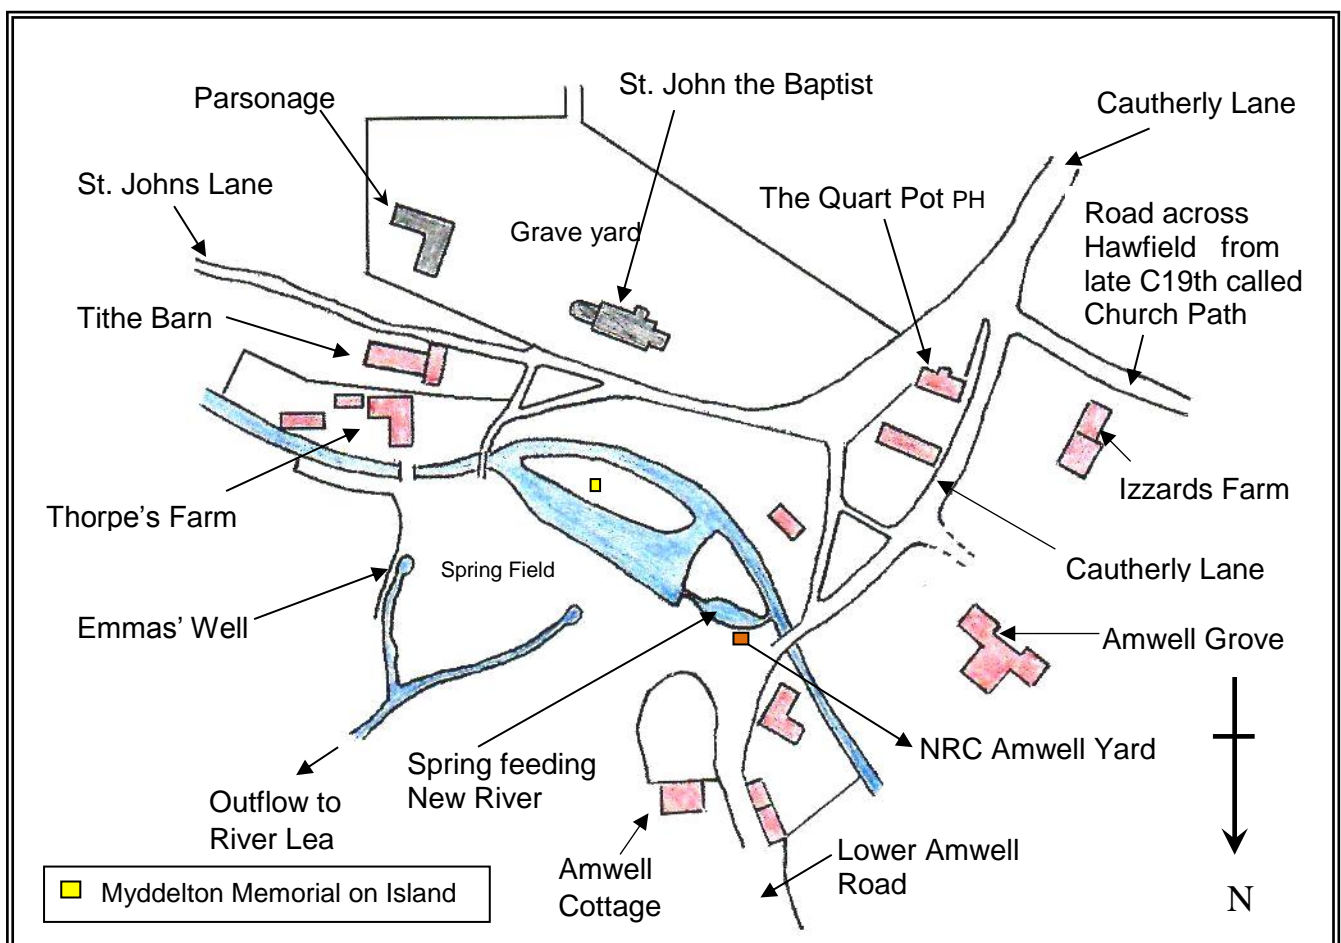 St. John the Baptist
Parsonage
Cautherly Lane
St. Johns Lane
The Quart Pot PH
Road across
Hawfield from
late C19th called
Church Path
Grave yard
Tithe Barn
Izzards Farm
Thorpe's Farm
Spring Field
Cautherly Lane
Emmas' Well
Amwell Grove
NRC Amwell Yard
Spring feeding
New River
Outflow to
River Lea
Amwell
Cottage
Lower Amwell
Road
Myddelton Memorial on Island
N